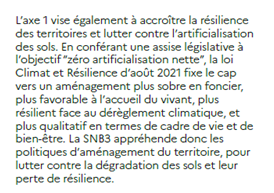 L'axe 1 vise également à accroître la résilience
des territoires et lutter contre l'artificialisation
des sols. En conférant une assise législative à
l'objectif "zéro artificialisation nette", la loi
Climat et Résilience d'août 2021 fixe le cap
vers un aménagement plus sobre en foncier,
plus favorable à l'accueil du vivant, plus
résilient face au dérèglement climatique, et
plus qualitatif en termes de cadre de vie et de
bien-être. La SNB3 appréhende donc les
politiques d'aménagement du territoire, pour
lutter contre la dégradation des sols et leur
perte de résilience.